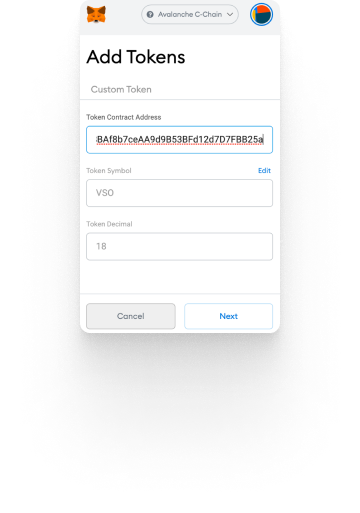 Avalanche C-Chain
Add Tokens
Custom Token
Token Contract Address
BAf8b7ceAA9d9B53BFd12d7D7FBB25a
Token Symbol
Edit
VSO
Token Decimal
18
Cancel
Next